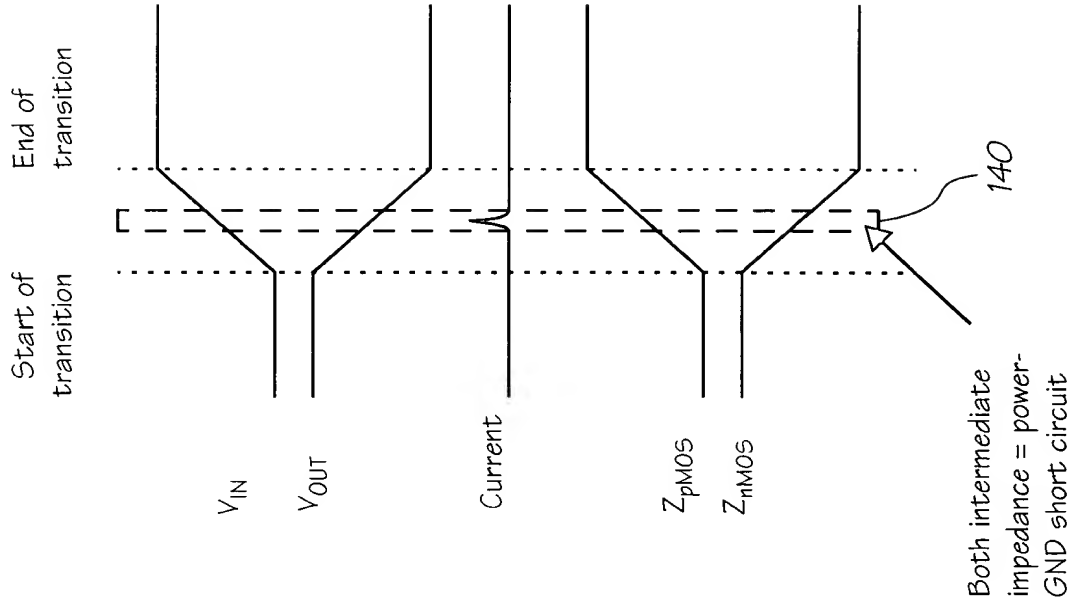 Start of
transition
End of
transition
V_IN
V_OUT
Current
Z_pMOS
Z_nMOS
140
Both intermediate
impedance = power-
GND short circuit